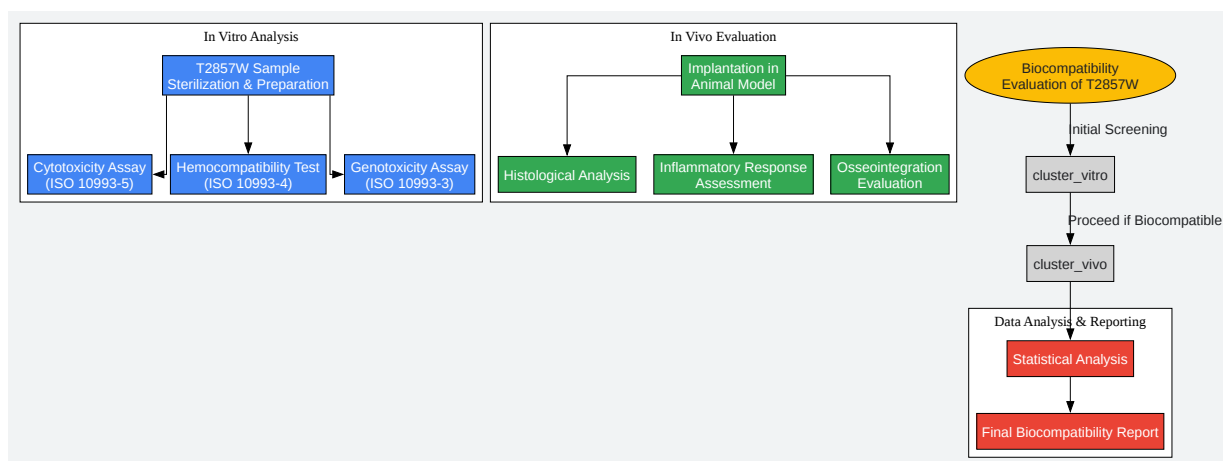 In Vitro Analysis
T2857W Sample
Sterilization & Preparation
Cytotoxicity Assay
(ISO 10993-5)
Hemocompatibility Test
(ISO 10993-4)
Genotoxicity Assay
(ISO 10993-3)
In Vivo Evaluation
Implantation in
Animal Model
Histological Analysis
Inflammatory Response
Assessment
Osseointegration
Evaluation
Biocompatibility
Evaluation of T2857W
Initial Screening
cluster_vitro
Proceed if Biocompatible
cluster_vivo
Data Analysis & Reporting
Statistical Analysis
Final Biocompatibility Report